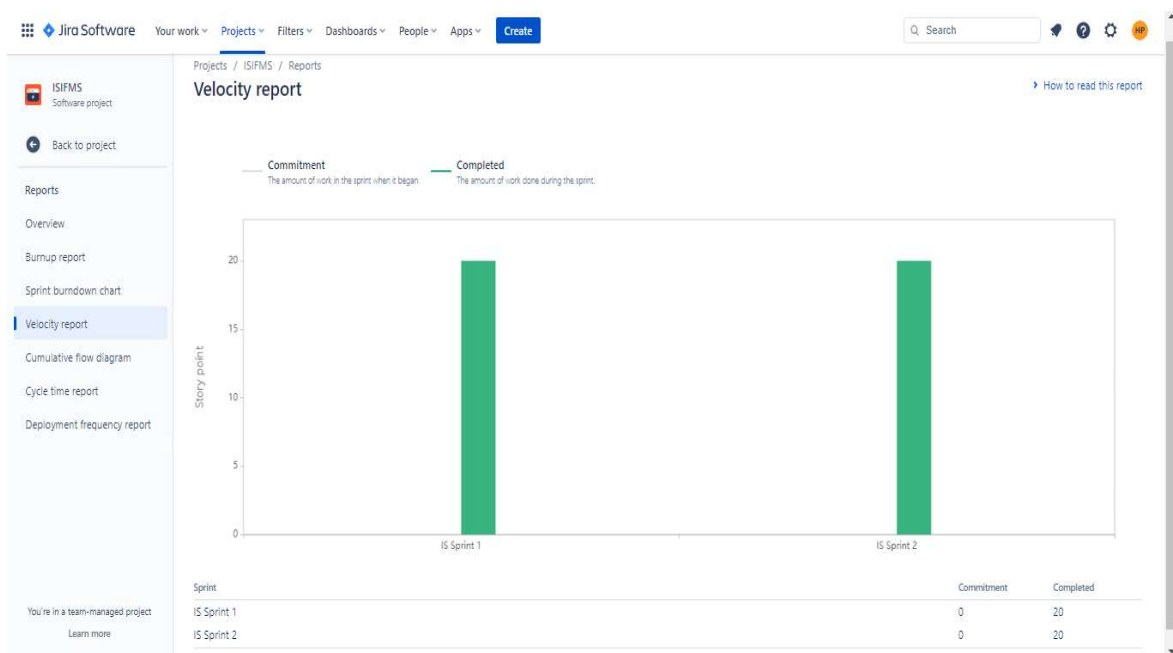 Jira Software Your work Projects Filters Dashboards People Apps Create Search HP
Projects / ISIFMS / Reports
Velocity report
How to read this report
ISIFMS
Software project
Back to project
Reports
Overview
Burnup report
Sprint burndown chart
Velocity report
Cumulative flow diagram
Cycle time report
Deployment frequency report
You're in a team-managed project
Learn more
Commitment
The amount of work in the sprint when it began.
Completed
The amount of work done during the sprint.
Story point
20
15
10
5
0
IS Sprint 1 IS Sprint 2
Sprint Commitment Completed
IS Sprint 1 0 20
IS Sprint 2 0 20